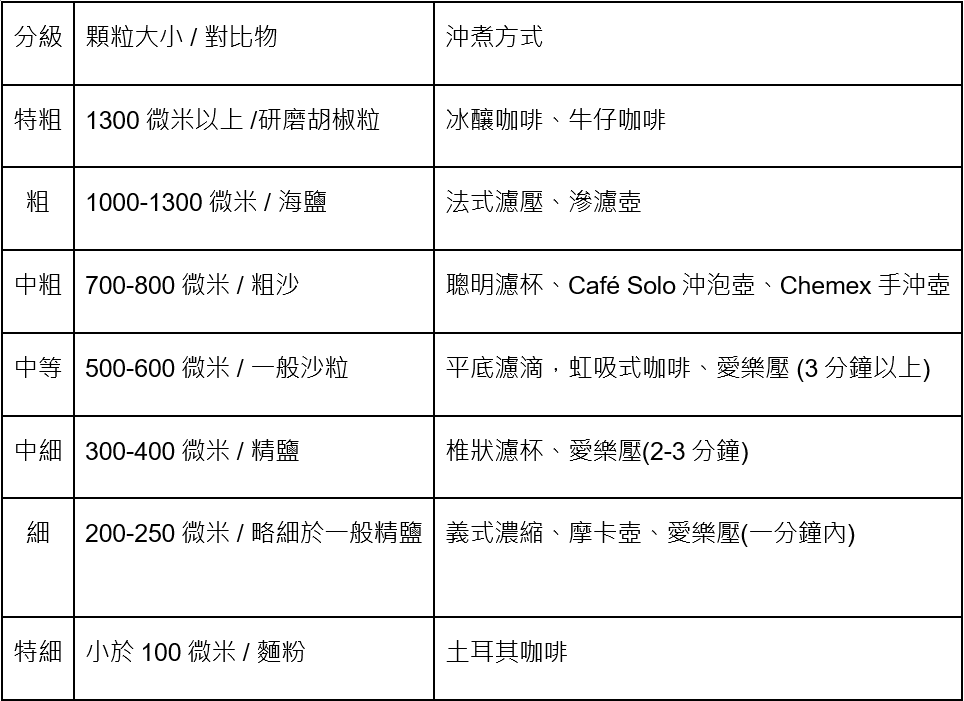 分級 顆粒大小 / 對比物 沖煮方式
特粗 1300 微米以上 /研磨胡椒粒 冰釀咖啡、牛仔咖啡
粗 1000-1300 微米 / 海鹽 法式濾壓、滲濾壺
中粗 700-800 微米 / 粗沙 聰明濾杯、Café Solo 沖泡壺、Chemex 手沖壺
中等 500-600 微米 / 一般沙粒 平底濾滴，虹吸式咖啡、愛樂壓 (3 分鐘以上)
中細 300-400 微米 / 精鹽 椎狀濾杯、愛樂壓(2-3 分鐘)
細 200-250 微米 / 略細於一般精鹽 義式濃縮、摩卡壺、愛樂壓(一分鐘內)
特細 小於 100 微米 / 麵粉 土耳其咖啡